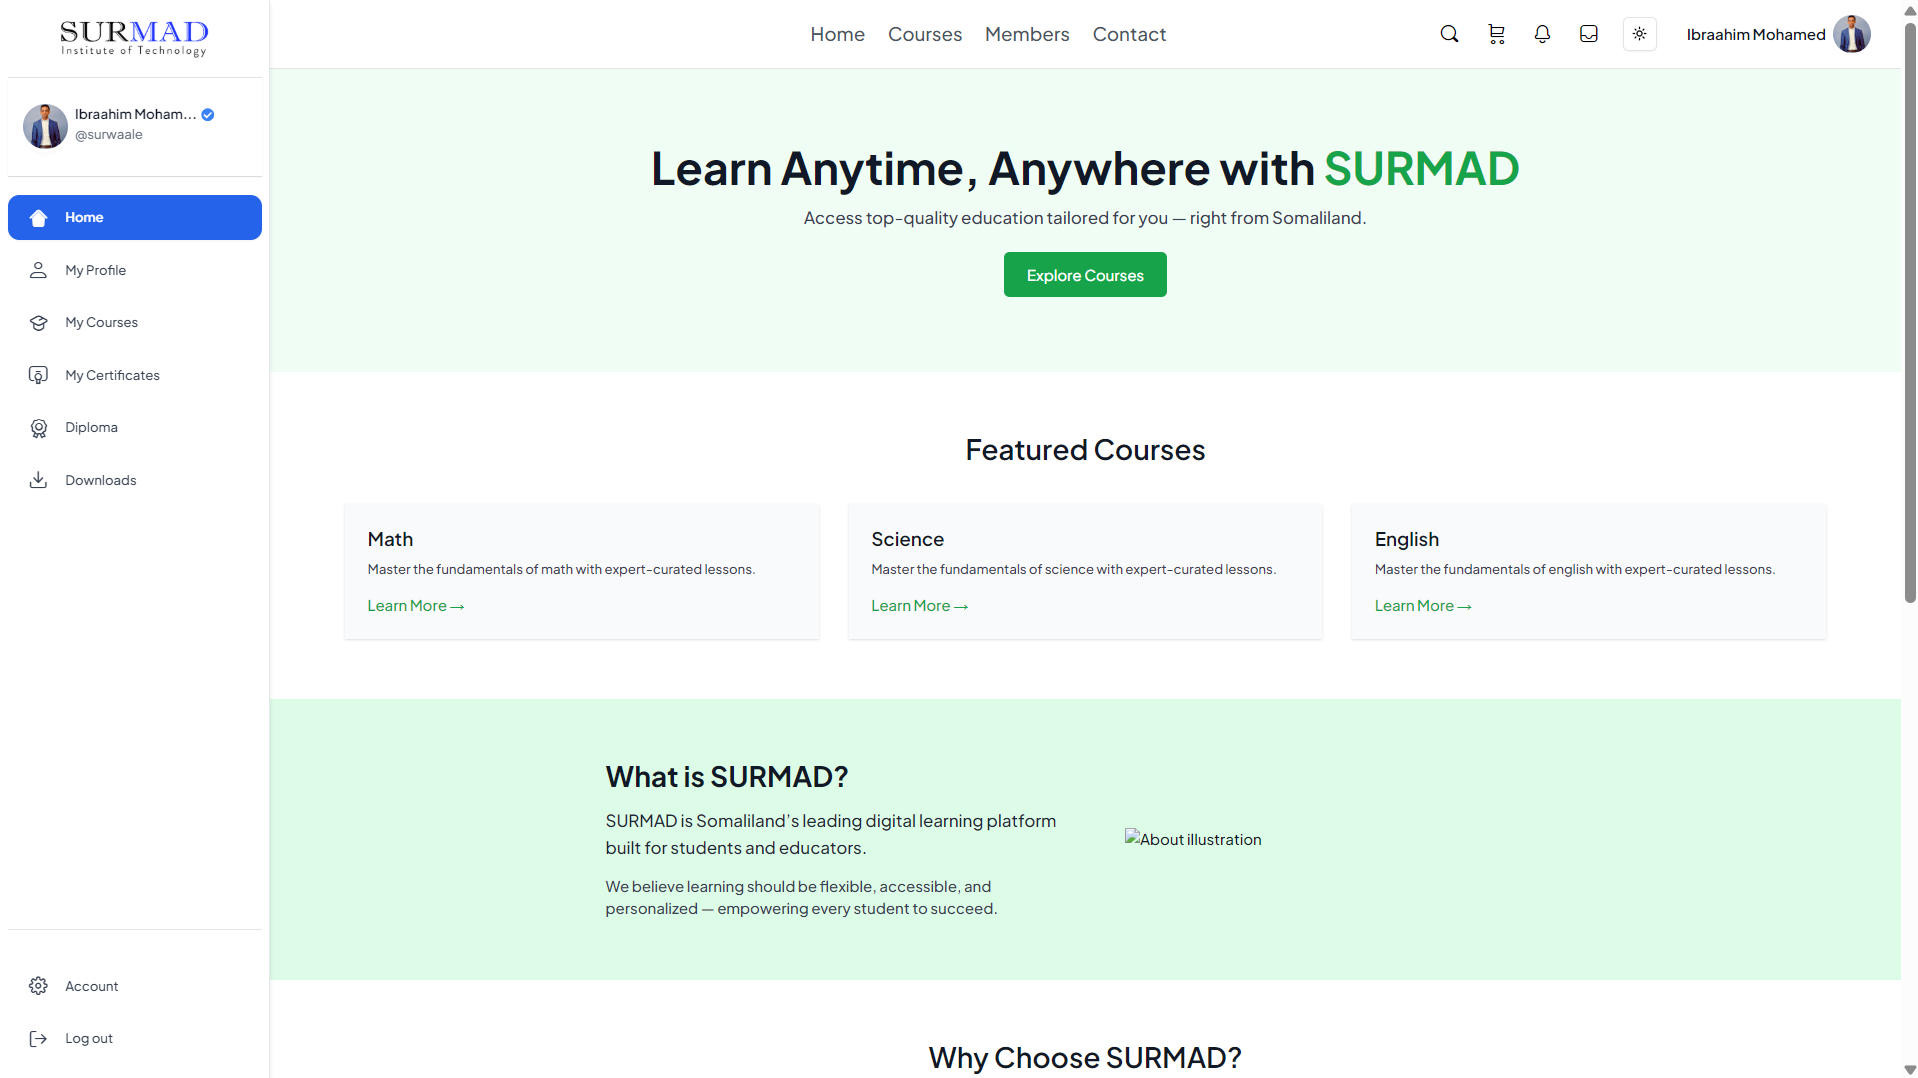 SURMAD
Institute of Technology
Ibraahim Moham...
@surwaale
Home
My Profile
My Courses
My Certificates
Diploma
Downloads
Account
Log out
Home Courses Members Contact
Ibraahim Mohamed
Learn Anytime, Anywhere with SURMAD
Access top-quality education tailored for you — right from Somaliland.
Explore Courses
Featured Courses
Math
Master the fundamentals of math with expert-curated lessons.
Learn More →
Science
Master the fundamentals of science with expert-curated lessons.
Learn More →
English
Master the fundamentals of english with expert-curated lessons.
Learn More →
What is SURMAD?
SURMAD is Somaliland’s leading digital learning platform
built for students and educators.
We believe learning should be flexible, accessible, and
personalized — empowering every student to succeed.
About illustration
Why Choose SURMAD?